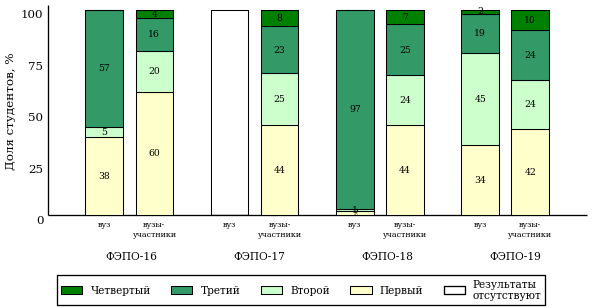 Доля студентов, %
100
75
50
25
0
57
5
38
4
16
20
60
8
23
25
44
97
1
7
25
24
44
2
19
45
34
10
24
24
42
вуз
вузы-
участники
вуз
вузы-
участники
вуз
вузы-
участники
вуз
вузы-
участники
ФЭПО-16
ФЭПО-17
ФЭПО-18
ФЭПО-19
Четвертый
Третий
Второй
Первый
Результаты
отсутствуют